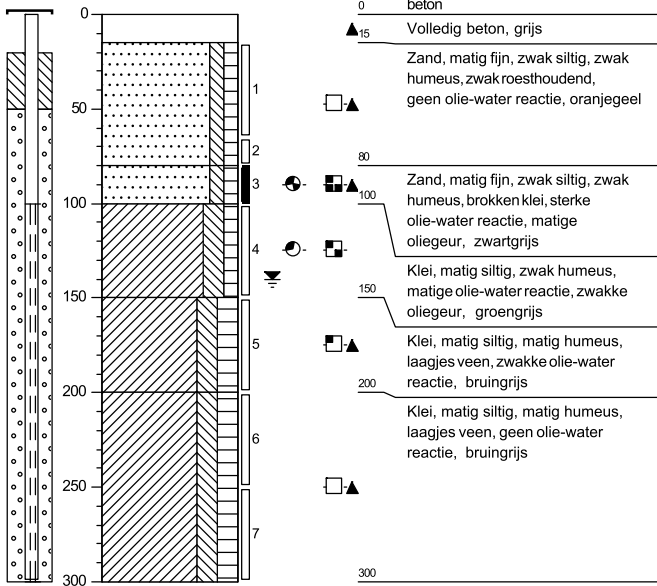 0
50
100
150
200
250
300
1
2
3
4
5
6
7
0
beton
15
Volledig beton, grijs
Zand, matig fijn, zwak siltig, zwak
humeus, zwak roesthoudend,
geen olie-water reactie, oranjegeel
80
Zand, matig fijn, zwak siltig, zwak
humeus, brokken klei, sterke
olie-water reactie, matige
oliegeur, zwartgrijs
100
Klei, matig siltig, zwak humeus,
matige olie-water reactie, zwakke
oliegeur, groengrijs
150
Klei, matig siltig, matig humeus,
laagjes veen, zwakke olie-water
reactie, bruingrijs
200
Klei, matig siltig, matig humeus,
laagjes veen, geen olie-water
reactie, bruingrijs
300